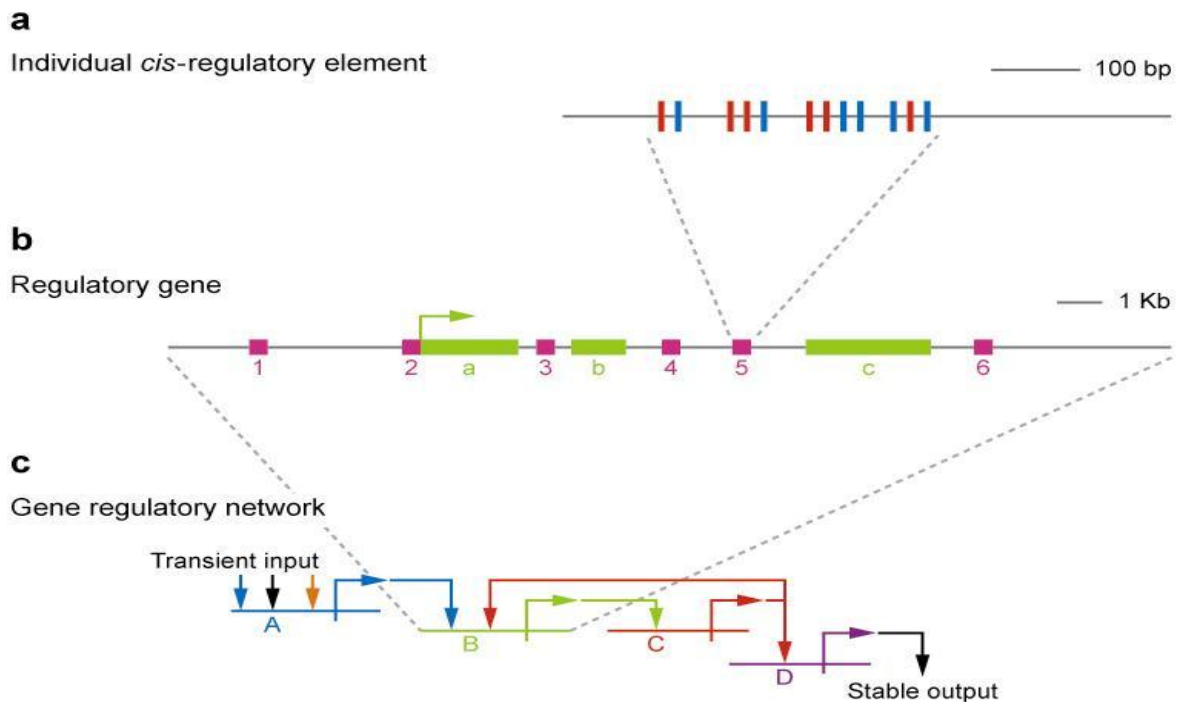 a
Individual cis-regulatory element
100 bp
b
Regulatory gene
1 Kb
1 2 a 3 b 4 5 c 6
c
Gene regulatory network
Transient input
A
B
C
D
Stable output